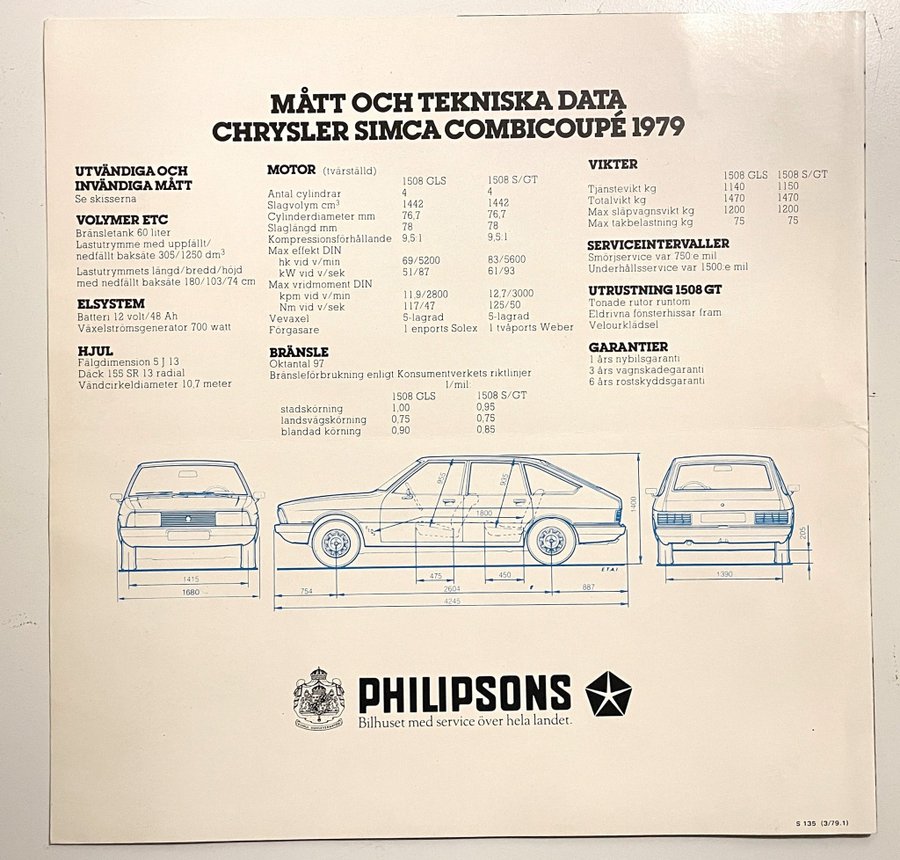 MÅTT OCH TEKNISKA DATA
CHRYSLER SIMCA COMBICOUPÉ 1979
UTVÄNDIGA OCH
INVÄNDIGA MÅTT
Se skisserna
VOLYMER ETC
Bränsletank 60 liter
Lastutrymme med uppfällt/
nedfällt baksäte 305/1250 dm³
Lastutrymmets längd/bredd/höjd
med nedfällt baksäte 180/103/74 cm
ELSYSTEM
Batteri 12 volt/48 Ah
Växelströmsgenerator 700 watt
HJUL
Fälgdimension 5 J 13
Däck 155 SR 13 radial
Vändcirkeldiameter 10,7 meter
MOTOR (tvärställd)
1508 GLS 1508 S/GT
Antal cylindrar 4 4
Slagvolym cm³ 1442 1442
Cylinderdiameter mm 76,7 76,7
Slaglängd mm 78 78
Kompressionsförhållande 9,5:1 9,5:1
Max effekt DIN
hk vid v/min 69/5200 83/5600
kW vid v/sek 51/87 61/93
Max vridmoment DIN
kpm vid v/min 11,9/2800 12,7/3000
Nm vid v/sek 117/47 125/50
Vevaxel 5-lagrad 5-lagrad
Förgasare 1 enports Solex 1 tvåports Weber
BRÄNSLE
Oktantal 97
Bränsleförbrukning enligt Konsumentverkets riktlinjer
l/mil:
1508 GLS 1508 S/GT
stadskörning 1,00 0,95
landsvägskörning 0,75 0,75
blandad körning 0,90 0,85
VIKTER
1508 GLS 1508 S/GT
Tjänstevikt kg 1140 1150
Totalvikt kg 1470 1470
Max släpvagnsvikt kg 1200 1200
Max takbelastning kg 75 75
SERVICEINTERVALLER
Smörjservice var 750:e mil
Underhållsservice var 1500:e mil
UTRUSTNING 1508 GT
Tonade rutor runtom
Eldrivna fönsterhissar fram
Velourklädsel
GARANTIER
1 års nybilsgaranti
3 års vagnskadegaranti
6 års rostskyddsgaranti
955 900
1800
1400
205
ETAI
1415
1680
475 450
754 2604 887
4245
1390
PHILIPSONS
Bilhuset med service över hela landet.
S 135 (3/79.1)